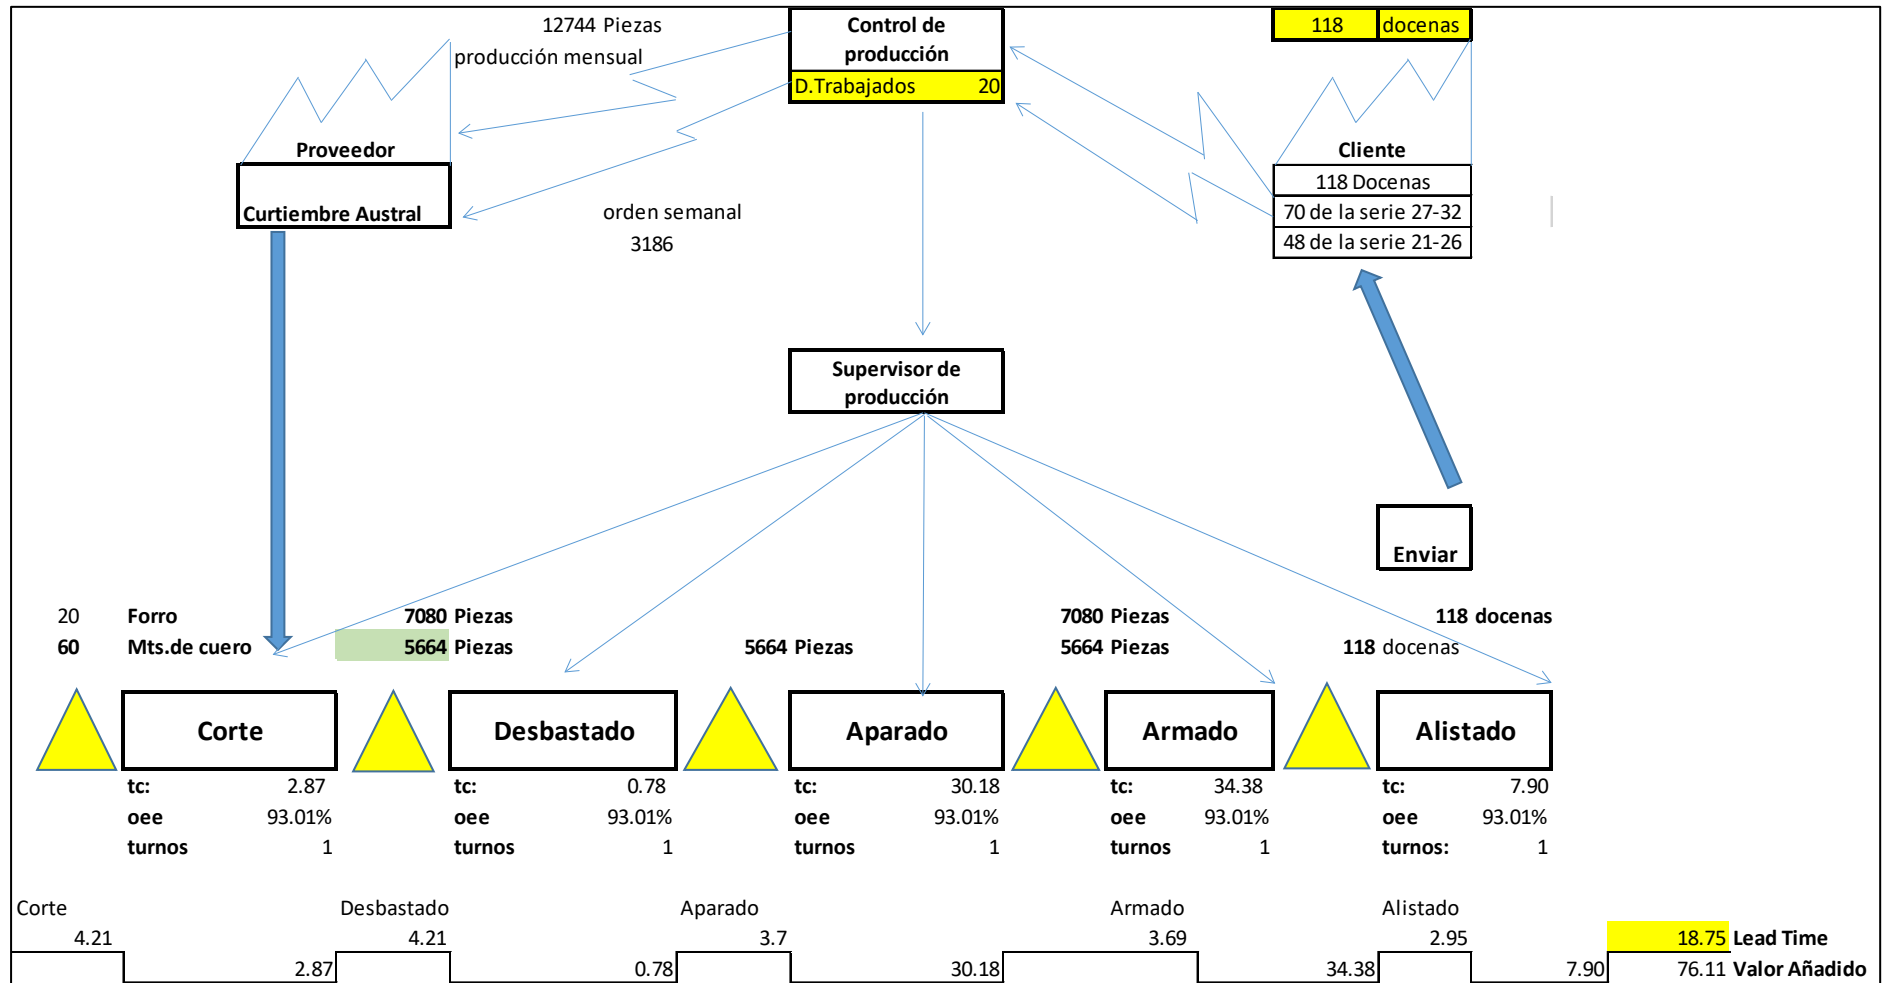 12744 Piezas
producción mensual
Control de
producción
D.Trabajados 20
118 docenas
Proveedor
Curtiembre Austral
orden semanal
3186
Cliente
118 Docenas
70 de la serie 27-32
48 de la serie 21-26
Supervisor de
producción
Enviar
20 Forro 7080 Piezas 7080 Piezas 118 docenas
60 Mts.de cuero 5664 Piezas 5664 Piezas 5664 Piezas 118 docenas
Corte Desbastado Aparado Armado Alistado
tc: 2.87 tc: 0.78 tc: 30.18 tc: 34.38 tc: 7.90
oee 93.01% oee 93.01% oee 93.01% oee 93.01% oee 93.01%
turnos 1 turnos 1 turnos 1 turnos 1 turnos: 1
Corte Desbastado Aparado Armado Alistado
4.21 4.21 3.7 3.69 2.95 18.75 Lead Time
2.87 0.78 30.18 34.38 7.90 76.11 Valor Añadido